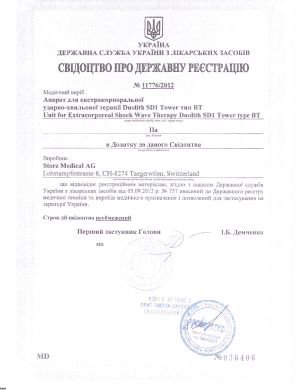 УКРАЇНА
ДЕРЖАВНА СЛУЖБА УКРАЇНИ З ЛІКАРСЬКИХ ЗАСОБІВ
СВІДОЦТВО ПРО ДЕРЖАВНУ РЕЄСТРАЦІЮ
№ 11776/2012
Медичний виріб
Апарат для екстракорпоральної
ударно-хвильової терапії Duolith SD1 Tower тип BT
Unit for Extracorporeal Shock Wave Therapy Duolith SD1 Tower type BT
IIa
в Додатку до даного Свідоцтва
Виробник
Storz Medical AG
Lohstampfestrasse 8, CH-8274 Taegerwilen, Switzerland
що відповідає реєстраційним матеріалам, згідно з наказом Державної служби
України з лікарських засобів від 05.09.2012 р. № 757 внесений до Державного реєстру
медичної техніки та виробів медичного призначення і дозволений для застосування на
території України.
Строк дії свідоцтва необмежений
Перший заступник Голови І.Б. Демченко
МП
MD № 036408